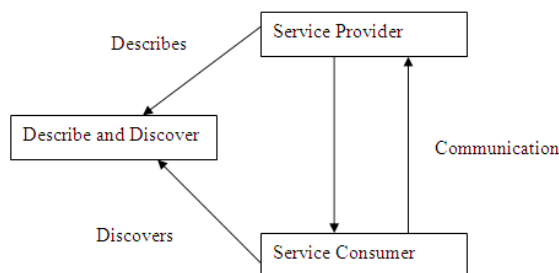 Service Provider
Describes
Describe and Discover
Communication
Discovers
Service Consumer